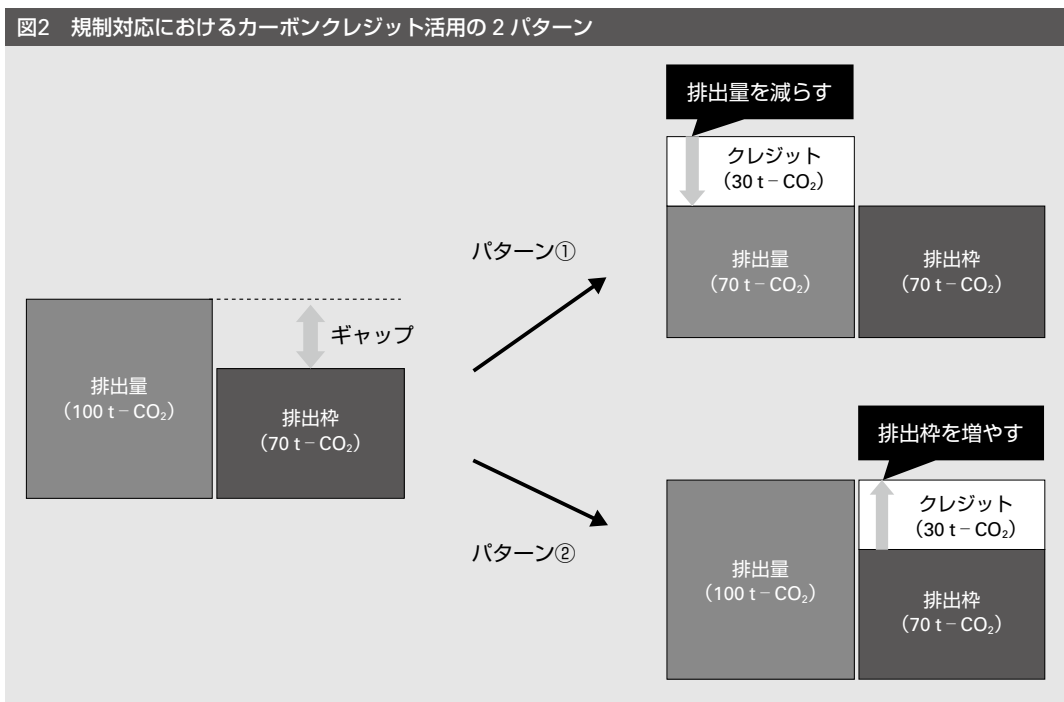 図2　規制対応におけるカーボンクレジット活用の2パターン
排出量
（100 t－CO₂）
ギャップ
排出枠
（70 t－CO₂）
パターン①
排出量を減らす
クレジット
（30 t－CO₂）
排出量
（70 t－CO₂）
排出枠
（70 t－CO₂）
パターン②
排出枠を増やす
排出量
（100 t－CO₂）
クレジット
（30 t－CO₂）
排出枠
（70 t－CO₂）